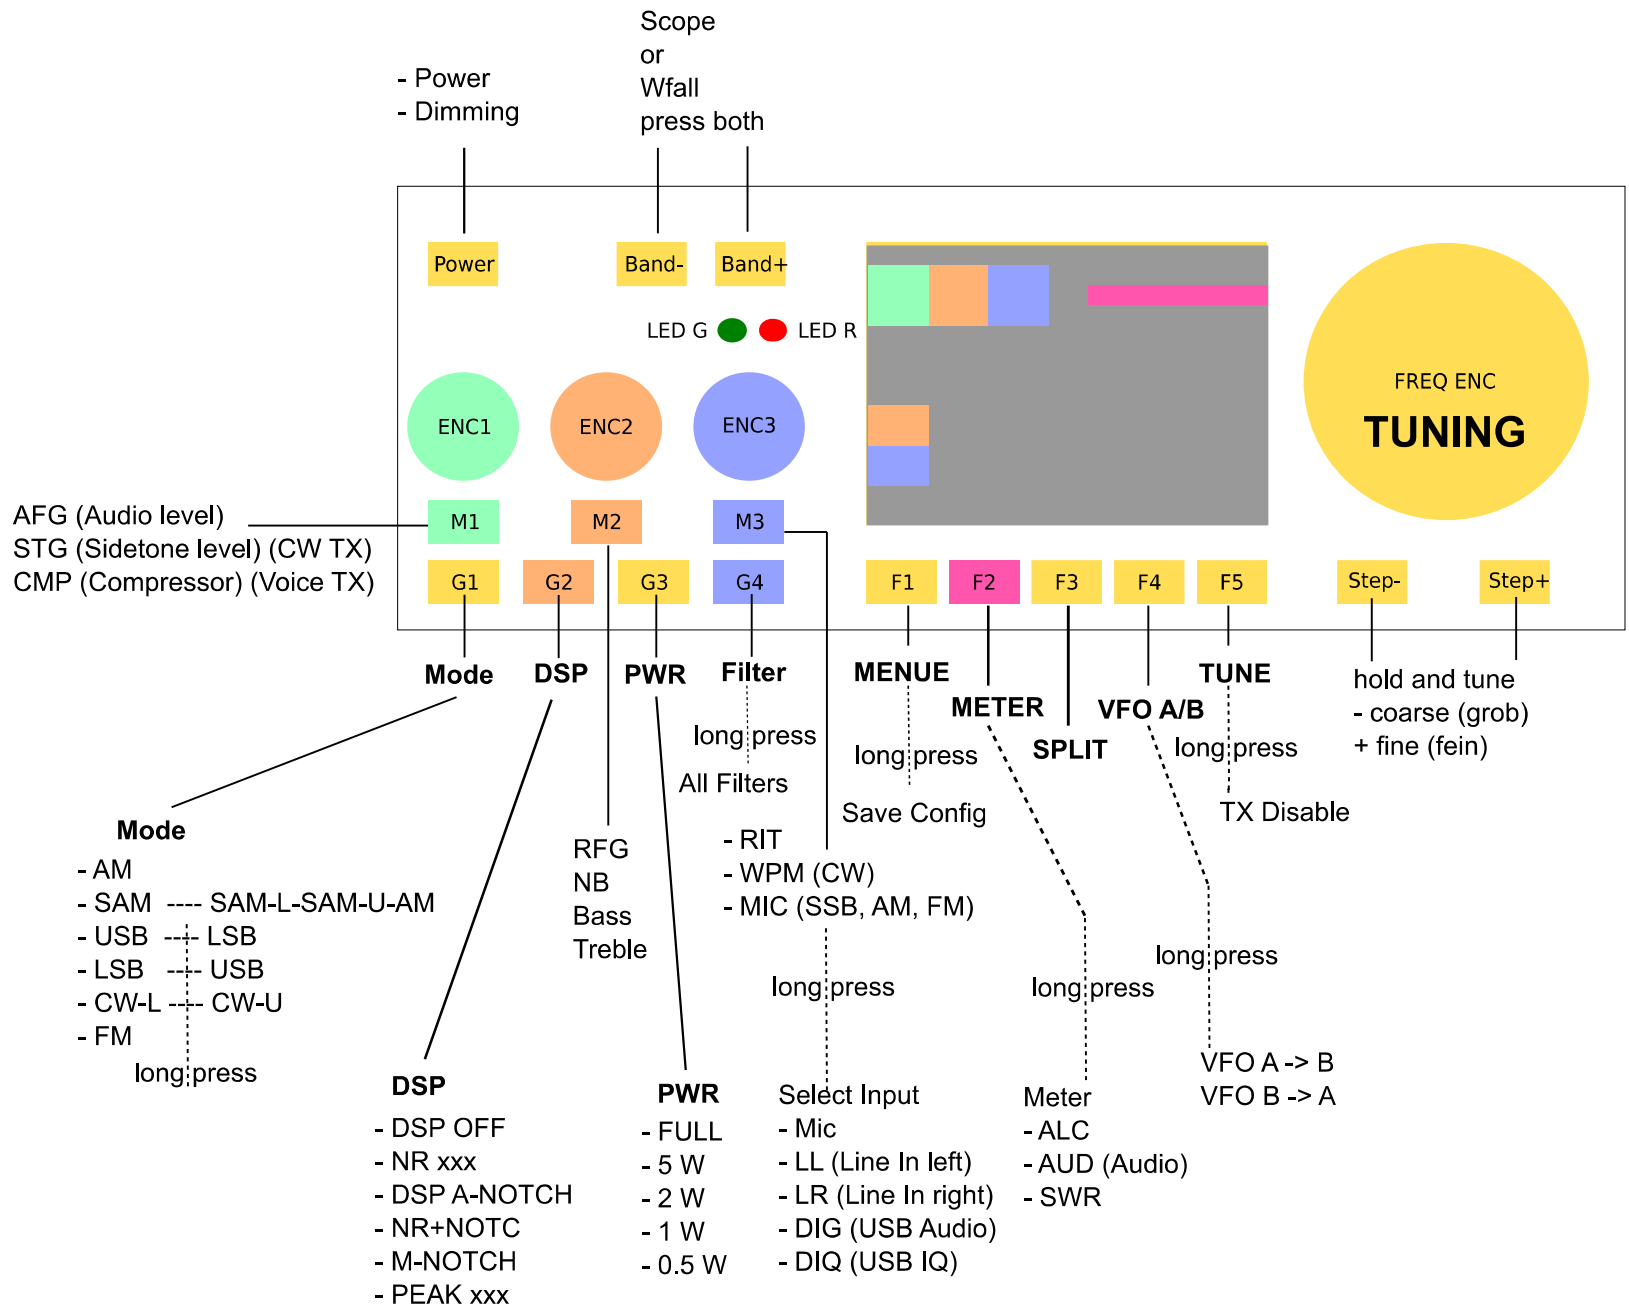 Scope
or
Wfall
press both
- Power
- Dimming
Power
Band-
Band+
LED G
LED R
FREQ ENC
TUNING
ENC1
ENC2
ENC3
AFG (Audio level)
STG (Sidetone level) (CW TX)
CMP (Compressor) (Voice TX)
M1
M2
M3
G1
G2
G3
G4
F1
F2
F3
F4
F5
Step-
Step+
Mode
DSP
PWR
Filter
long press
All Filters
MENUE
long press
Save Config
METER
SPLIT
VFO A/B
TUNE
long press
TX Disable
hold and tune
- coarse (grob)
+ fine (fein)
Mode
- AM
- SAM ---- SAM-L-SAM-U-AM
- USB ---- LSB
- LSB ---- USB
- CW-L ---- CW-U
- FM
long press
RFG
NB
Bass
Treble
- RIT
- WPM (CW)
- MIC (SSB, AM, FM)
long press
long press
long press
DSP
- DSP OFF
- NR xxx
- DSP A-NOTCH
- NR+NOTC
- M-NOTCH
- PEAK xxx
PWR
- FULL
- 5 W
- 2 W
- 1 W
- 0.5 W
Select Input
- Mic
- LL (Line In left)
- LR (Line In right)
- DIG (USB Audio)
- DIQ (USB IQ)
Meter
- ALC
- AUD (Audio)
- SWR
VFO A -> B
VFO B -> A